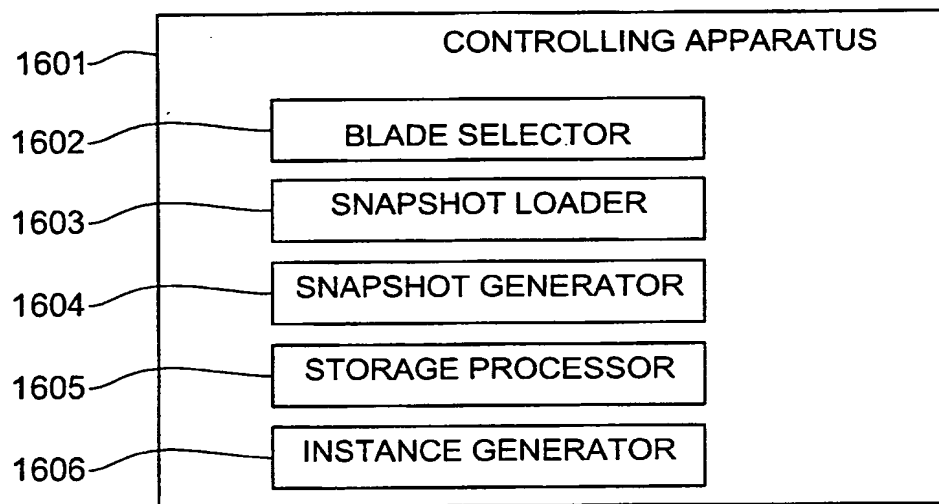 CONTROLLING APPARATUS
1601
1602 BLADE SELECTOR
1603 SNAPSHOT LOADER
1604 SNAPSHOT GENERATOR
1605 STORAGE PROCESSOR
1606 INSTANCE GENERATOR